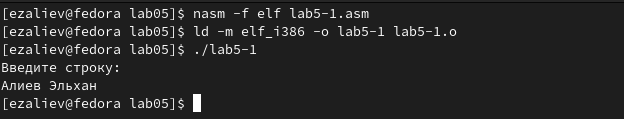 [ezaliev@fedora lab05]$ nasm -f elf lab5-1.asm
[ezaliev@fedora lab05]$ ld -m elf_i386 -o lab5-1 lab5-1.o
[ezaliev@fedora lab05]$ ./lab5-1
Введите строку:
Алиев Эльхан
[ezaliev@fedora lab05]$